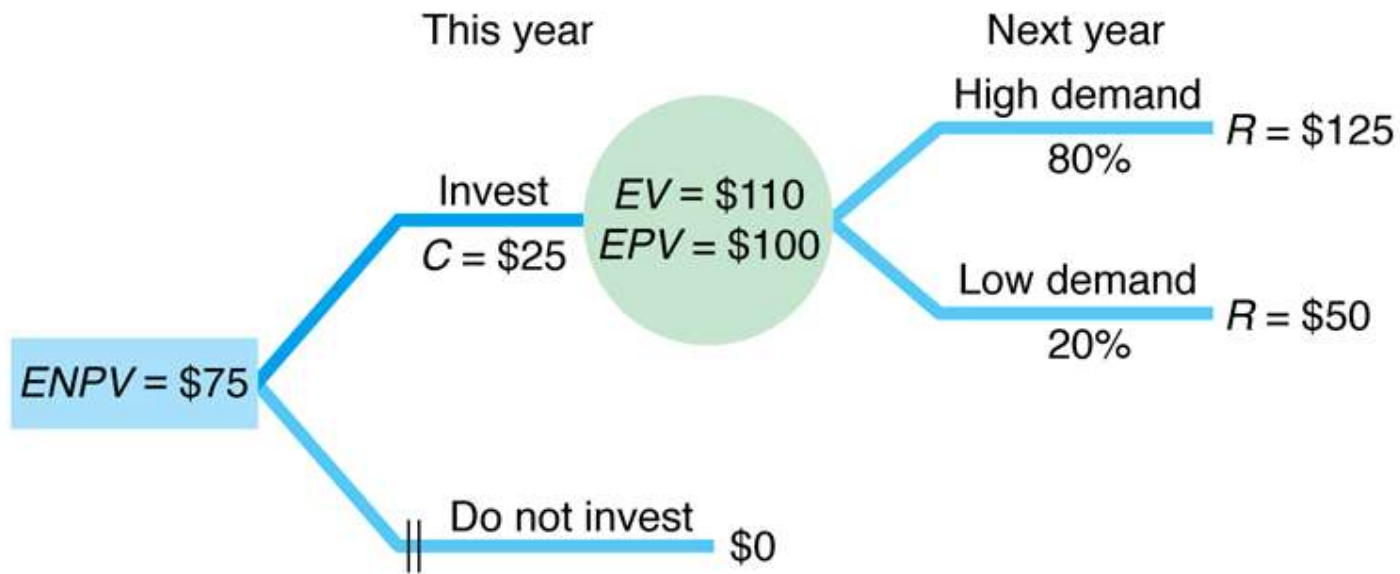 This year
Next year
High demand
80%
R = $125
Invest
C = $25
EV = $110
EPV = $100
Low demand
20%
R = $50
ENPV = $75
Do not invest
$0